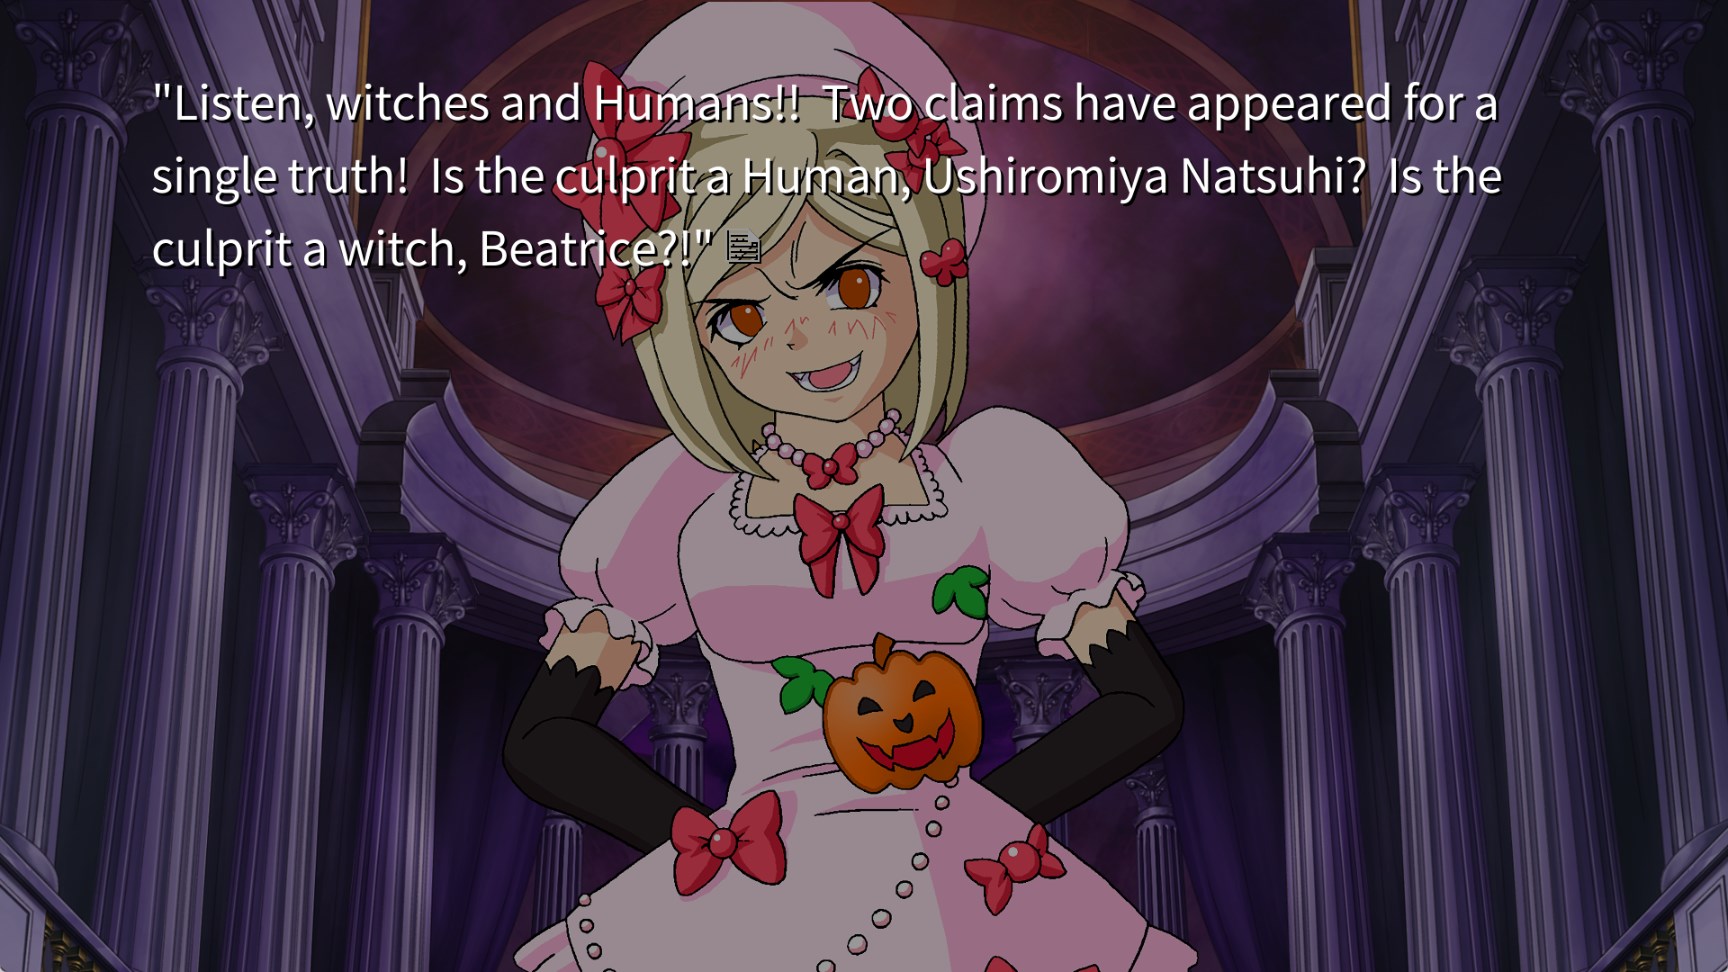 "Listen, witches and Humans!!  Two claims have appeared for a
single truth!  Is the culprit a Human, Ushiromiya Natsuhi?  Is the
culprit a witch, Beatrice?!"